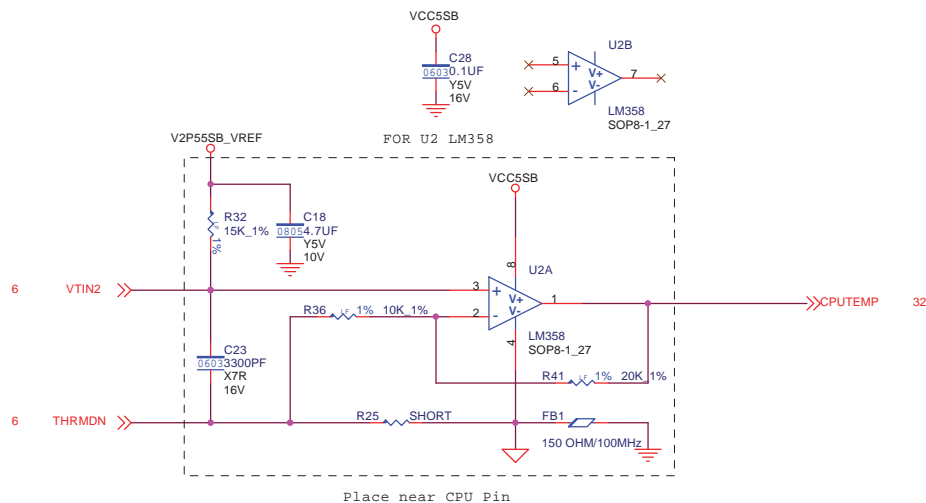 VCC5SB
C28
0603
0.1UF
Y5V
16V
U2B
5
+
V+
7
6
-
V-
LM358
SOP8-1_27
FOR U2 LM358
V2P55SB_VREF
VCC5SB
R32
15K_1%
LF
1%
C18
0805
4.7UF
Y5V
10V
8
U2A
6
VTIN2
3
+
V+
1
CPUTEMP
32
R36
LF
1%
10K_1%
2
-
V-
LM358
SOP8-1_27
4
C23
0603
3300PF
X7R
16V
R41
LF
1%
20K_1%
6
THRMDN
R25
SHORT
FB1
150 OHM/100MHz
Place near CPU Pin